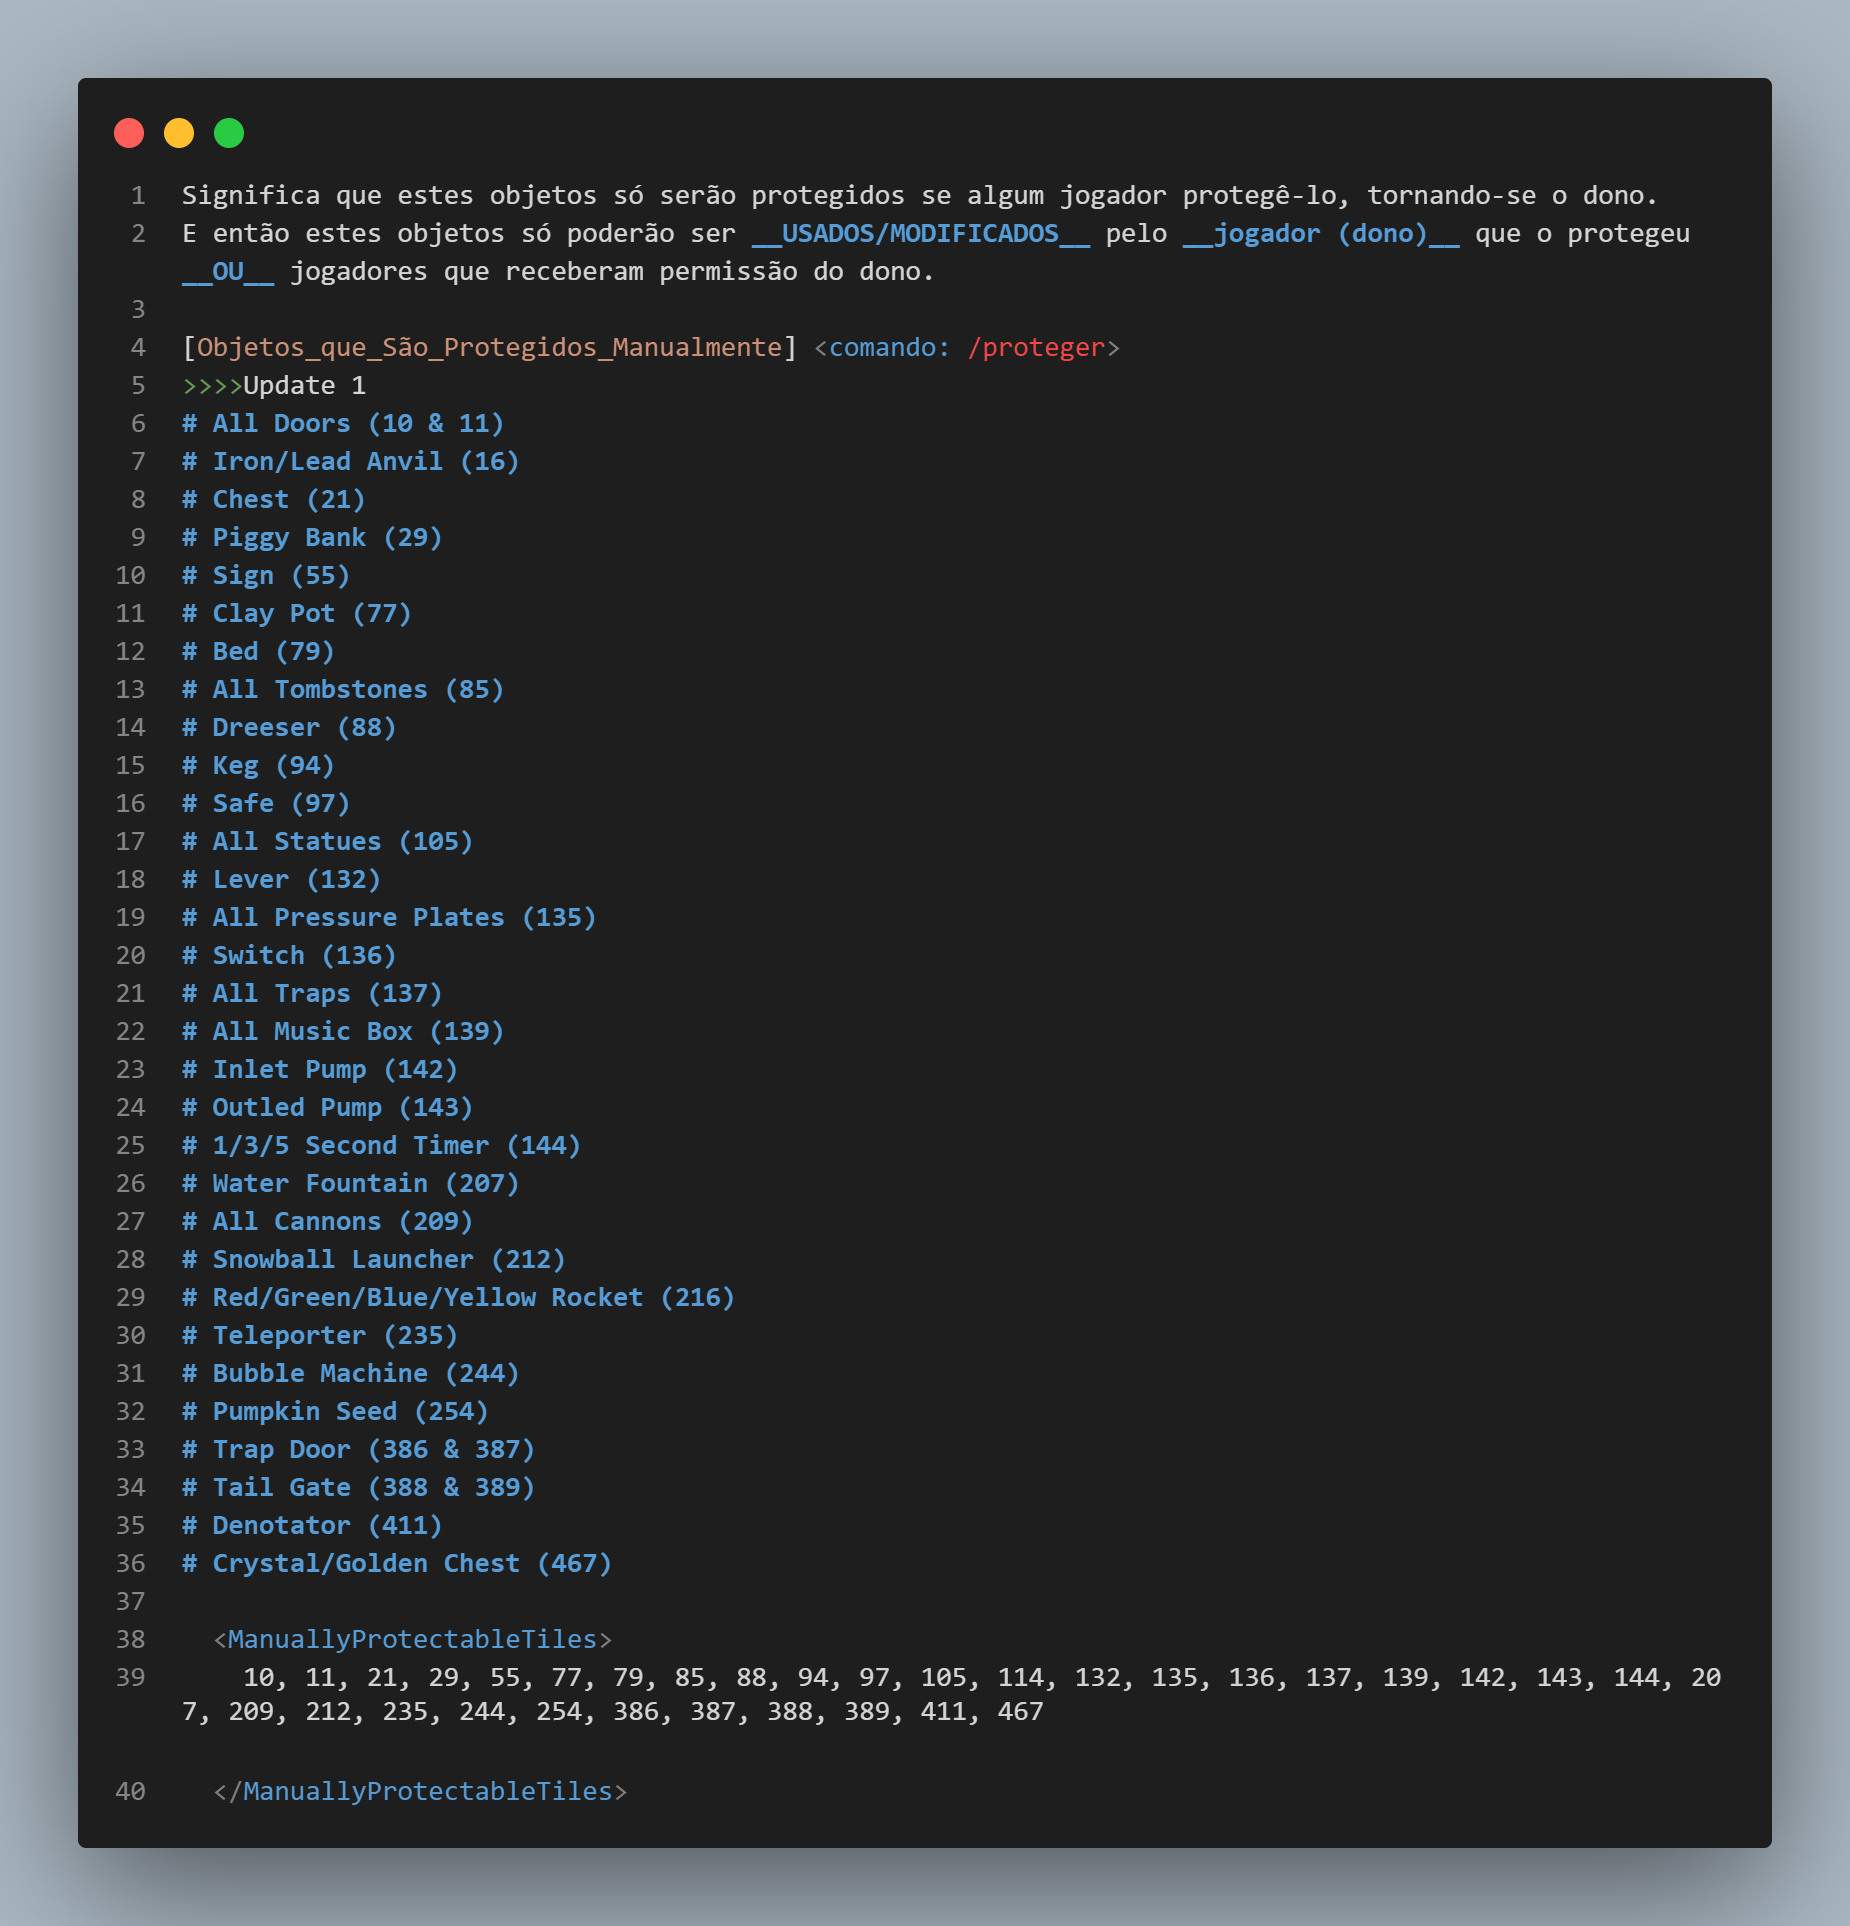 1 Significa que estes objetos só serão protegidos se algum jogador protegê-lo, tornando-se o dono.
2 E então estes objetos só poderão ser __USADOS/MODIFICADOS__ pelo __jogador (dono)__ que o protegeu
__OU__ jogadores que receberam permissão do dono.
3
4 [Objetos_que_São_Protegidos_Manualmente] <comando: /proteger>
5 >>>>Update 1
6 # All Doors (10 & 11)
7 # Iron/Lead Anvil (16)
8 # Chest (21)
9 # Piggy Bank (29)
10 # Sign (55)
11 # Clay Pot (77)
12 # Bed (79)
13 # All Tombstones (85)
14 # Dreeser (88)
15 # Keg (94)
16 # Safe (97)
17 # All Statues (105)
18 # Lever (132)
19 # All Pressure Plates (135)
20 # Switch (136)
21 # All Traps (137)
22 # All Music Box (139)
23 # Inlet Pump (142)
24 # Outled Pump (143)
25 # 1/3/5 Second Timer (144)
26 # Water Fountain (207)
27 # All Cannons (209)
28 # Snowball Launcher (212)
29 # Red/Green/Blue/Yellow Rocket (216)
30 # Teleporter (235)
31 # Bubble Machine (244)
32 # Pumpkin Seed (254)
33 # Trap Door (386 & 387)
34 # Tail Gate (388 & 389)
35 # Denotator (411)
36 # Crystal/Golden Chest (467)
37
38 <ManuallyProtectableTiles>
39 10, 11, 21, 29, 55, 77, 79, 85, 88, 94, 97, 105, 114, 132, 135, 136, 137, 139, 142, 143, 144, 20
7, 209, 212, 235, 244, 254, 386, 387, 388, 389, 411, 467
40 </ManuallyProtectableTiles>